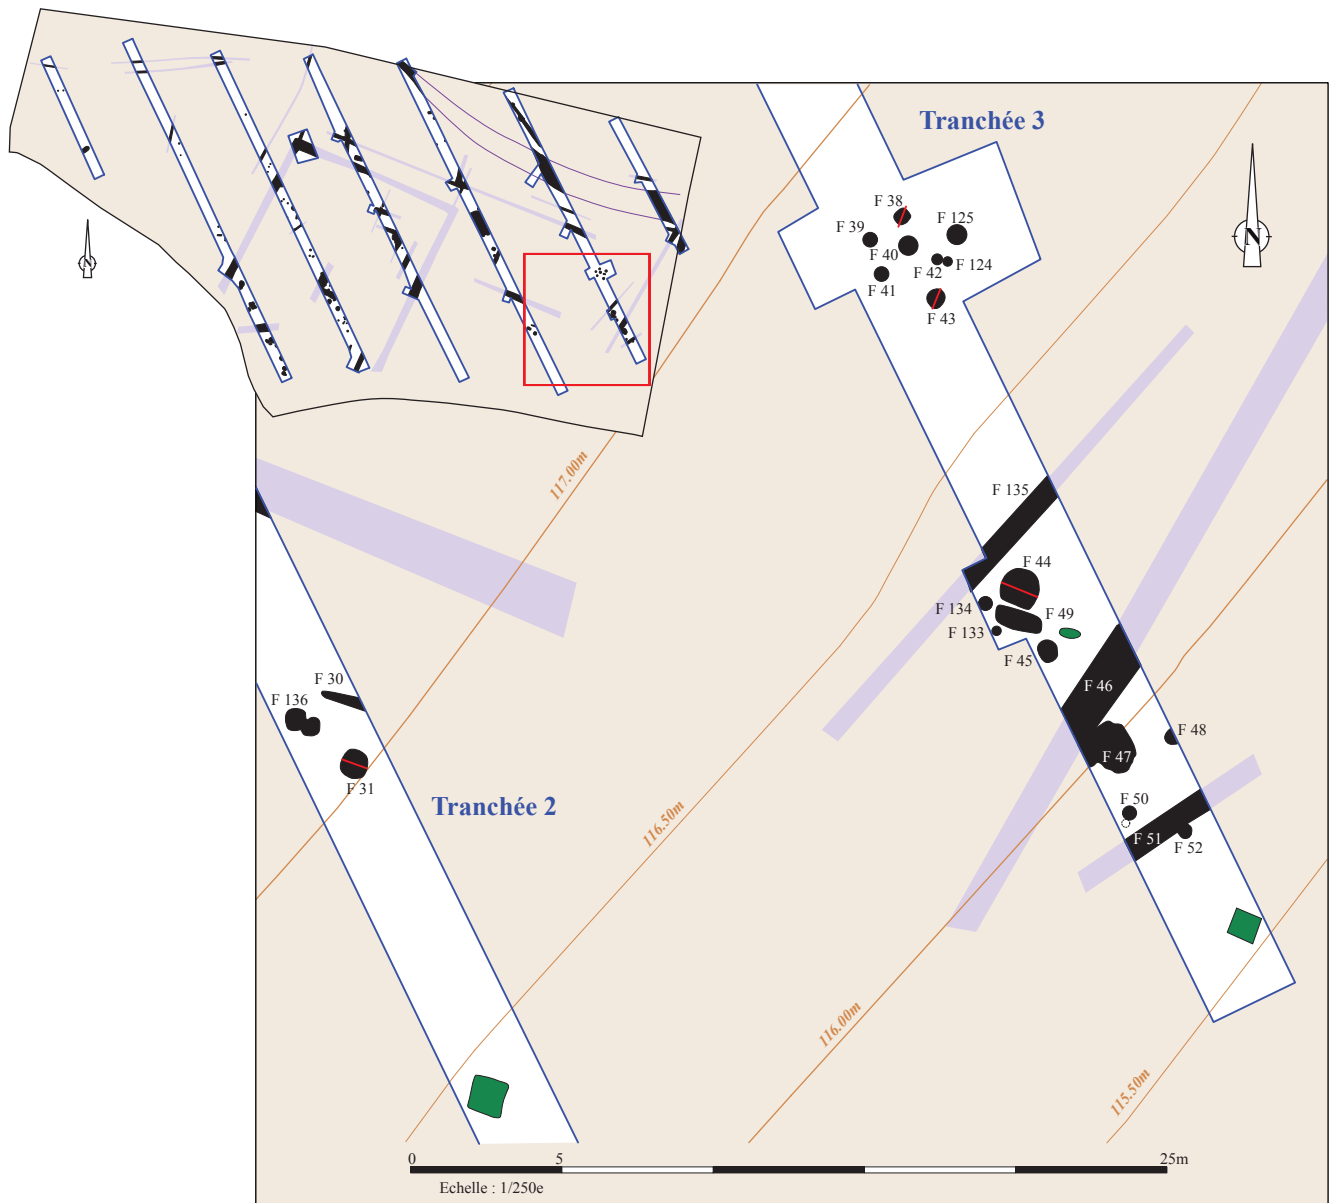 N
Tranchée 3
N
F 38
F 39
F 125
F 40
F 42
F 124
F 41
F 43
117.00m
F 135
F 44
F 134
F 49
F 133
F 45
F 30
F 136
F 46
F 48
F 47
F 31
Tranchée 2
F 50
116.50m
F 51
F 52
116.00m
115.50m
0 5 25m
Echelle : 1/250e